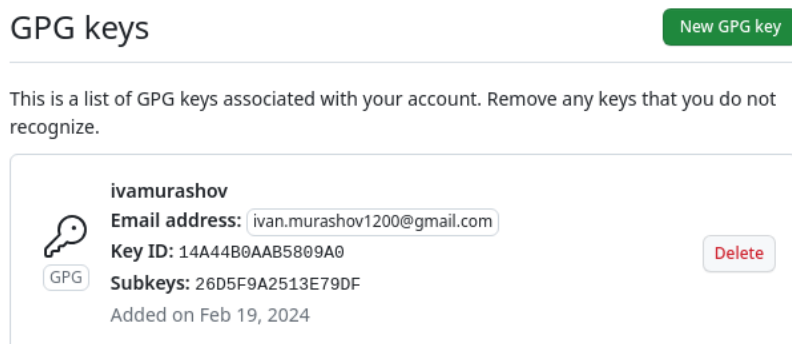 GPG keys
New GPG key
This is a list of GPG keys associated with your account. Remove any keys that you do not
recognize.
ivamurashov
Email address: ivan.murashov1200@gmail.com
Key ID: 14A44B0AAB5809A0
GPG
Subkeys: 26D5F9A2513E79DF
Delete
Added on Feb 19, 2024